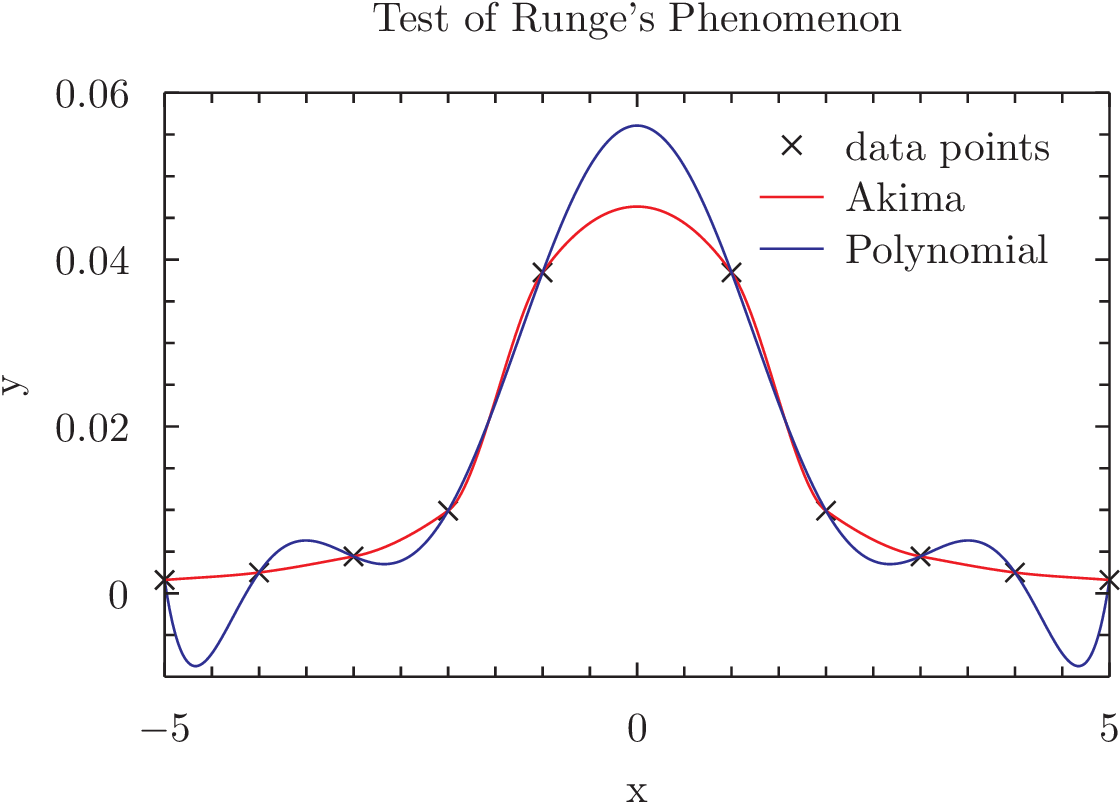 Test of Runge's Phenomenon
0.06
0.04
0.02
0
y
data points
Akima
Polynomial
−5 0 5
x